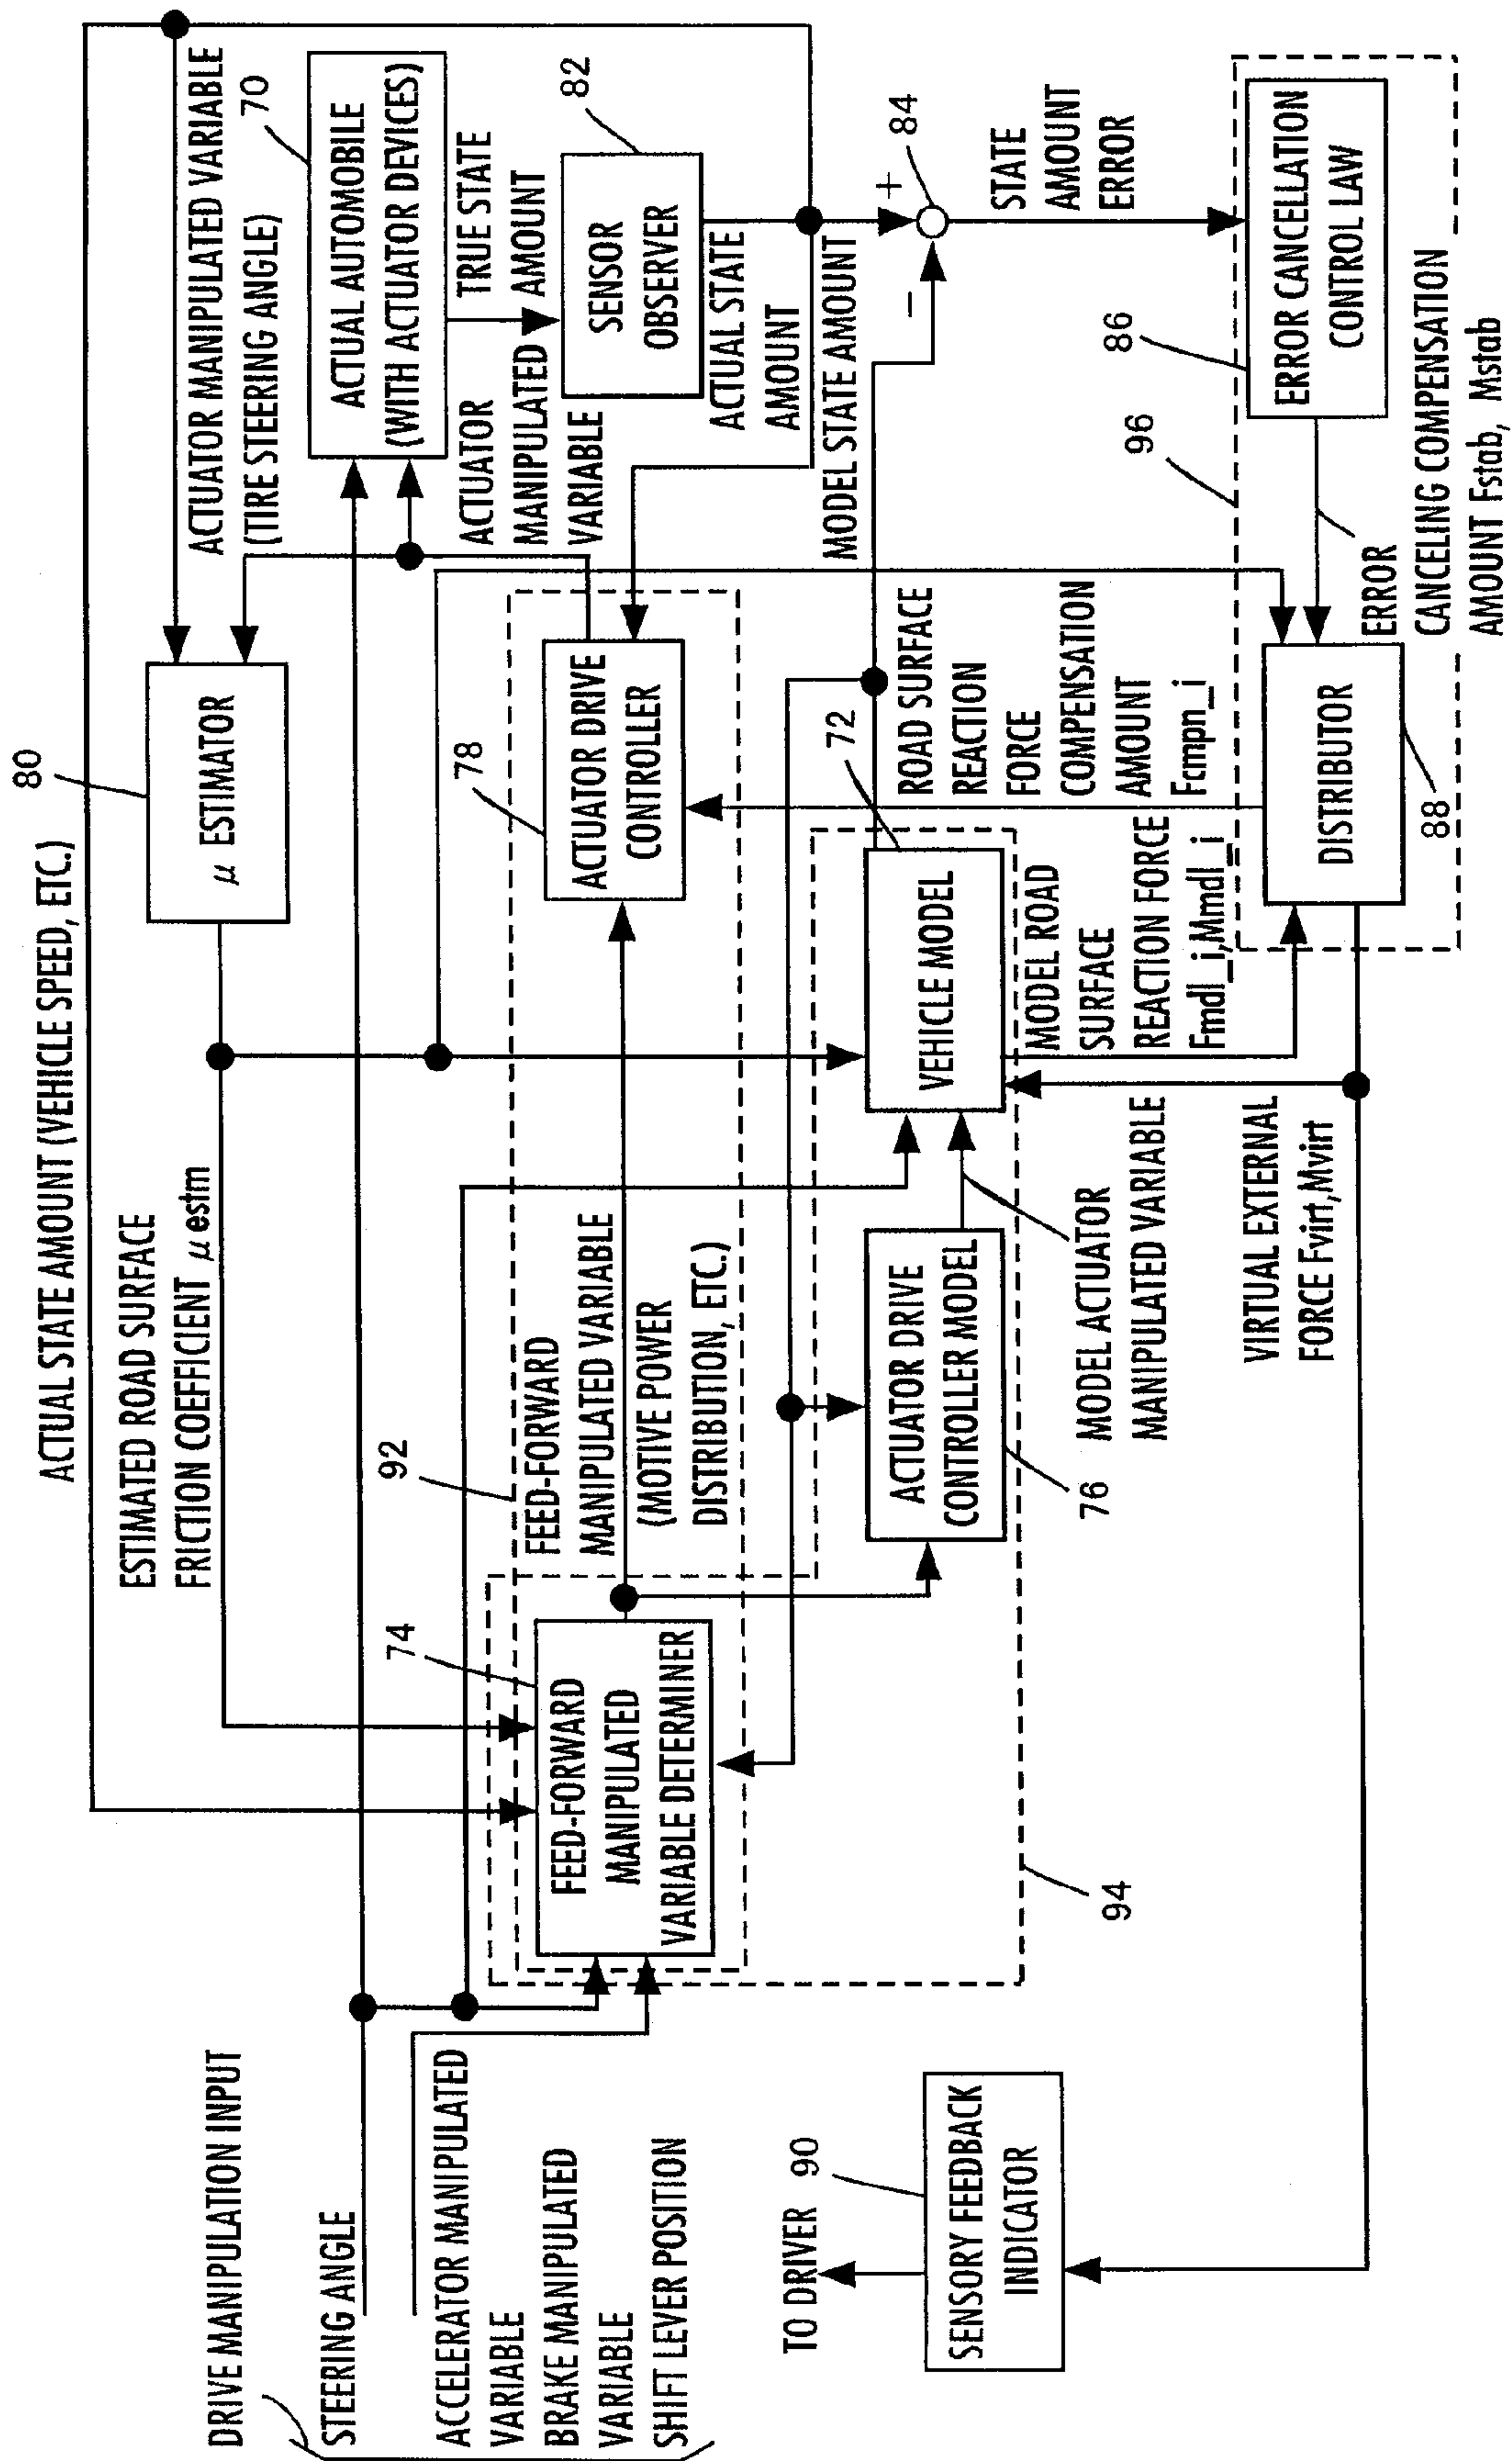 DRIVE MANIPULATION INPUT
STEERING ANGLE
ACCELERATOR MANIPULATED
VARIABLE
BRAKE MANIPULATED
VARIABLE
SHIFT LEVER POSITION
TO DRIVER
90
SENSORY FEEDBACK
INDICATOR
ACTUAL STATE AMOUNT (VEHICLE SPEED, ETC.)
ESTIMATED ROAD SURFACE
FRICTION COEFFICIENT μ estm
80
μ ESTIMATOR
ACTUATOR MANIPULATED VARIABLE
(TIRE STEERING ANGLE)
70
ACTUAL AUTOMOBILE
(WITH ACTUATOR DEVICES)
74
FEED-FORWARD
MANIPULATED
VARIABLE DETERMINER
92
FEED-FORWARD
MANIPULATED VARIABLE
(MOTIVE POWER
DISTRIBUTION, ETC.)
78
ACTUATOR DRIVE
CONTROLLER
ACTUATOR
MANIPULATED
VARIABLE
TRUE STATE
AMOUNT
82
SENSOR
OBSERVER
ACTUAL STATE
AMOUNT
MODEL STATE AMOUNT
94
ACTUATOR DRIVE
CONTROLLER MODEL
76
MODEL ACTUATOR
MANIPULATED VARIABLE
VEHICLE MODEL
72
MODEL ROAD
SURFACE
REACTION FORCE
Fmdl_i,Mmdl_i
ROAD SURFACE
REACTION
FORCE
COMPENSATION
AMOUNT
Fcmpn_i
+
−
84
STATE
AMOUNT
ERROR
VIRTUAL EXTERNAL
FORCE Fvirt,Mvirt
DISTRIBUTOR
88
96
86
ERROR CANCELLATION
CONTROL LAW
ERROR
CANCELING COMPENSATION
AMOUNT Fstab, Mstab